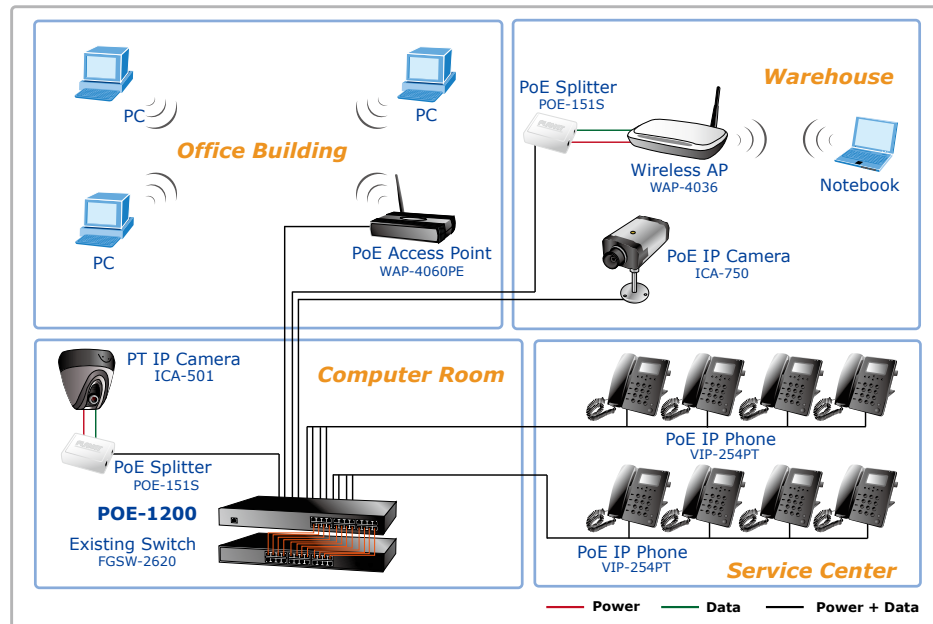 PC
PC
Office Building
PC
PoE Access Point
WAP-4060PE
Warehouse
PoE Splitter
POE-151S
PLANET
Wireless AP
WAP-4036
Notebook
PoE IP Camera
ICA-750
PT IP Camera
ICA-501
Computer Room
PLANET
PoE Splitter
POE-151S
POE-1200
Existing Switch
FGSW-2620
PoE IP Phone
VIP-254PT
PoE IP Phone
VIP-254PT
Service Center
Power
Data
Power + Data